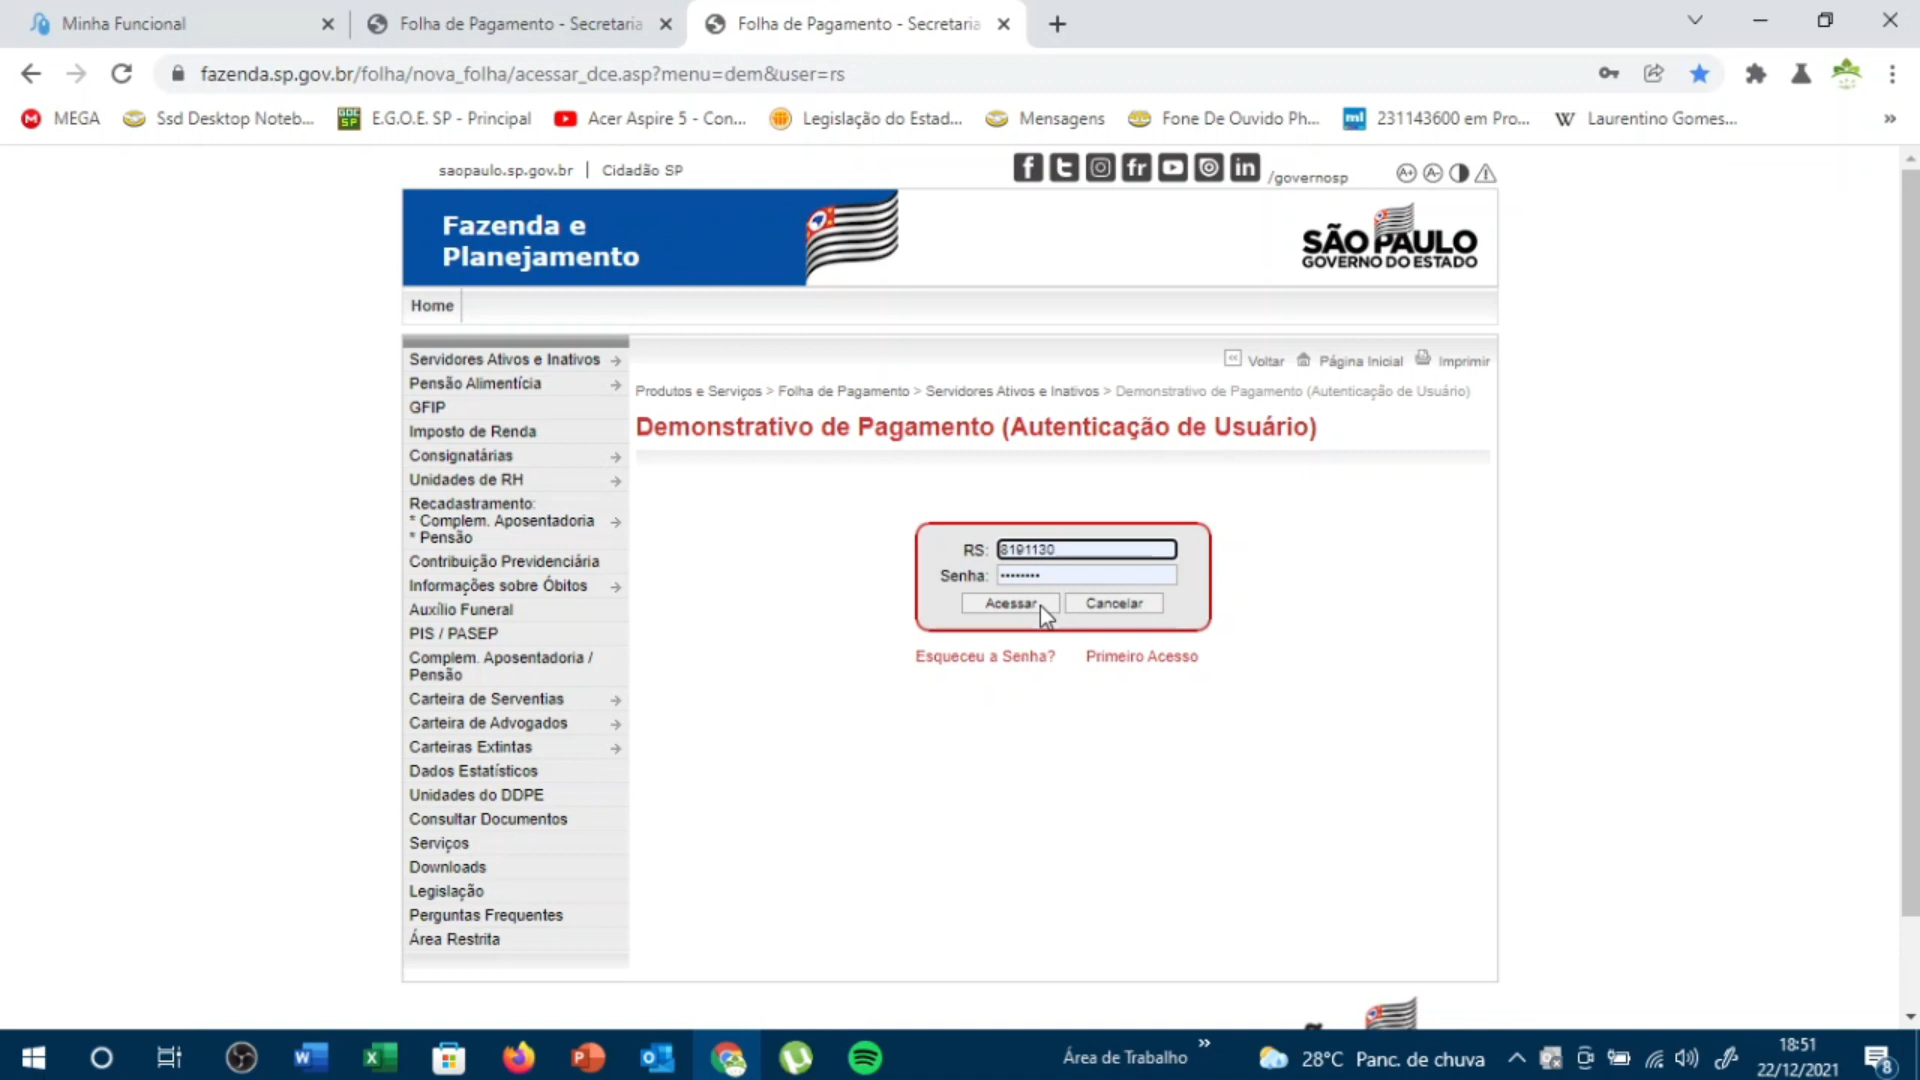 Minha Funcional
Folha de Pagamento - Secretaria
Folha de Pagamento - Secretaria
fazenda.sp.gov.br/folha/nova_folha/acessar_dce.asp?menu=dem&user=rs
MEGA
Ssd Desktop Noteb...
E.G.O.E. SP - Principal
Acer Aspire 5 - Con...
Legislação do Estad...
Mensagens
Fone De Ouvido Ph...
231143600 em Pro...
Laurentino Gomes...
saopaulo.sp.gov.br | Cidadão SP
/governosp
Fazenda e
Planejamento
SÃO PAULO
GOVERNO DO ESTADO
Home
Servidores Ativos e Inativos
Pensão Alimentícia
GFIP
Imposto de Renda
Consignatárias
Unidades de RH
Recadastramento:
* Complem. Aposentadoria
* Pensão
Contribuição Previdenciária
Informações sobre Óbitos
Auxílio Funeral
PIS / PASEP
Complem. Aposentadoria /
Pensão
Carteira de Serventias
Carteira de Advogados
Carteiras Extintas
Dados Estatísticos
Unidades do DDPE
Consultar Documentos
Serviços
Downloads
Legislação
Perguntas Frequentes
Área Restrita
Voltar Página Inicial Imprimir
Produtos e Serviços > Folha de Pagamento > Servidores Ativos e Inativos > Demonstrativo de Pagamento (Autenticação de Usuário)
Demonstrativo de Pagamento (Autenticação de Usuário)
RS: 8191130
Senha: ••••••••
Acessar Cancelar
Esqueceu a Senha? Primeiro Acesso
Área de Trabalho
28°C Panc. de chuva
18:51
22/12/2021
8